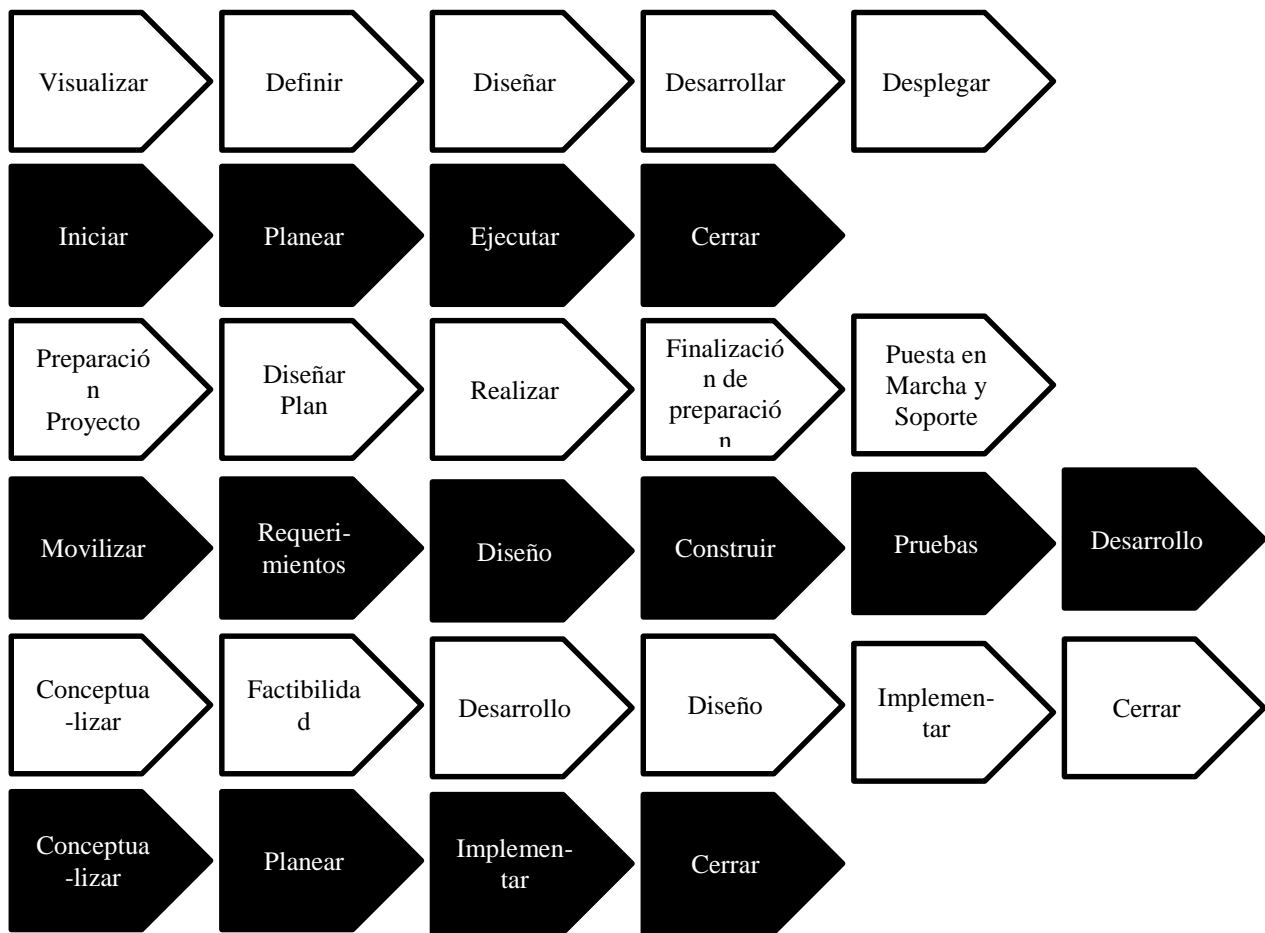 Visualizar
Definir
Diseñar
Desarrollar
Desplegar
Iniciar
Planear
Ejecutar
Cerrar
Preparació
n
Proyecto
Diseñar
Plan
Realizar
Finalizació
n de
preparació
n
Puesta en
Marcha y
Soporte
Movilizar
Requeri-
mientos
Diseño
Construir
Pruebas
Desarrollo
Conceptua
-lizar
Factibilida
d
Desarrollo
Diseño
Implemen-
tar
Cerrar
Conceptua
-lizar
Planear
Implemen-
tar
Cerrar